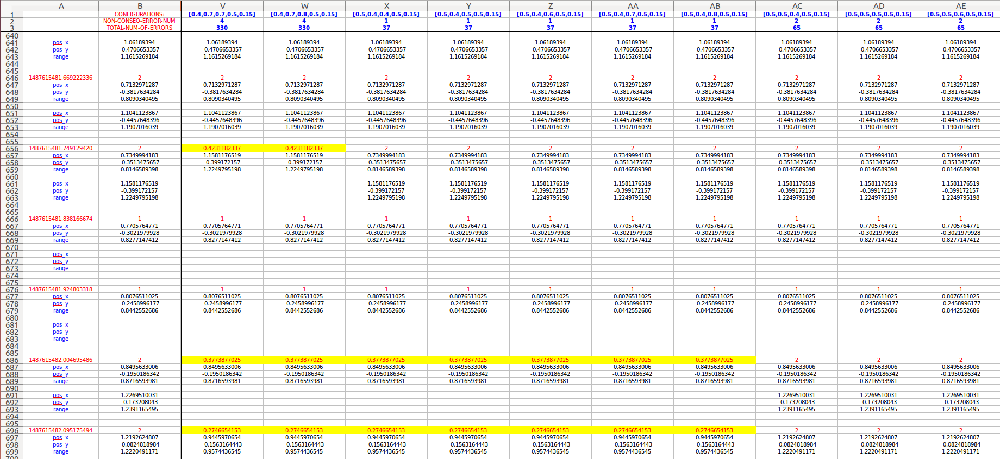 A B V W X Y Z AA AB AC AD AE
1 CONFIGURATIONS: [0.4,0.7,0.7,0.5,0.15] [0.4,0.7,0.8,0.5,0.15] [0.5,0.4,0.4,0.5,0.15] [0.5,0.4,0.5,0.5,0.15] [0.5,0.4,0.6,0.5,0.15] [0.5,0.4,0.7,0.5,0.15] [0.5,0.4,0.8,0.5,0.15] [0.5,0.5,0.4,0.5,0.15] [0.5,0.5,0.5,0.5,0.15] [0.5,0.5,0.6,0.5,0.15]
2 NON-CONSEQ-ERROR-NUM 4 4 1 1 1 1 1 2 2 2
3 TOTAL-NUM-OF-ERRORS 330 330 37 37 37 37 37 65 65 65
640
641 pos_x 1.06189394 1.06189394 1.06189394 1.06189394 1.06189394 1.06189394 1.06189394 1.06189394 1.06189394 1.06189394 1.06189394
642 pos_y -0.4706653357 -0.4706653357 -0.4706653357 -0.4706653357 -0.4706653357 -0.4706653357 -0.4706653357 -0.4706653357 -0.4706653357 -0.4706653357 -0.4706653357
643 range 1.1615269184 1.1615269184 1.1615269184 1.1615269184 1.1615269184 1.1615269184 1.1615269184 1.1615269184 1.1615269184 1.1615269184 1.1615269184
644
645
646 1487615481.669222336 2 2 2 2 2 2 2 2 2 2 2
647 pos_x 0.7132971287 0.7132971287 0.7132971287 0.7132971287 0.7132971287 0.7132971287 0.7132971287 0.7132971287 0.7132971287 0.7132971287 0.7132971287
648 pos_y -0.3817634284 -0.3817634284 -0.3817634284 -0.3817634284 -0.3817634284 -0.3817634284 -0.3817634284 -0.3817634284 -0.3817634284 -0.3817634284 -0.3817634284
649 range 0.8090340495 0.8090340495 0.8090340495 0.8090340495 0.8090340495 0.8090340495 0.8090340495 0.8090340495 0.8090340495 0.8090340495 0.8090340495
650
651 pos_x 1.1041123867 1.1041123867 1.1041123867 1.1041123867 1.1041123867 1.1041123867 1.1041123867 1.1041123867 1.1041123867 1.1041123867 1.1041123867
652 pos_y -0.4457648396 -0.4457648396 -0.4457648396 -0.4457648396 -0.4457648396 -0.4457648396 -0.4457648396 -0.4457648396 -0.4457648396 -0.4457648396 -0.4457648396
653 range 1.1907016039 1.1907016039 1.1907016039 1.1907016039 1.1907016039 1.1907016039 1.1907016039 1.1907016039 1.1907016039 1.1907016039 1.1907016039
654
655
656 1487615481.749129420 2 0.4231182337 0.4231182337 2 2 2 2 2 2 2 2
657 pos_x 0.7349994183 1.1581176519 1.1581176519 0.7349994183 0.7349994183 0.7349994183 0.7349994183 0.7349994183 0.7349994183 0.7349994183 0.7349994183
658 pos_y -0.3513475657 -0.399172157 -0.399172157 -0.3513475657 -0.3513475657 -0.3513475657 -0.3513475657 -0.3513475657 -0.3513475657 -0.3513475657 -0.3513475657
659 range 0.8146589398 1.2249795198 1.2249795198 0.8146589398 0.8146589398 0.8146589398 0.8146589398 0.8146589398 0.8146589398 0.8146589398 0.8146589398
660
661 pos_x 1.1581176519 1.1581176519 1.1581176519 1.1581176519 1.1581176519 1.1581176519 1.1581176519 1.1581176519 1.1581176519
662 pos_y -0.399172157 -0.399172157 -0.399172157 -0.399172157 -0.399172157 -0.399172157 -0.399172157 -0.399172157 -0.399172157
663 range 1.2249795198 1.2249795198 1.2249795198 1.2249795198 1.2249795198 1.2249795198 1.2249795198 1.2249795198 1.2249795198
664
665
666 1487615481.838166674 1 1 1 1 1 1 1 1 1 1 1
667 pos_x 0.7705764771 0.7705764771 0.7705764771 0.7705764771 0.7705764771 0.7705764771 0.7705764771 0.7705764771 0.7705764771 0.7705764771 0.7705764771
668 pos_y -0.3021979928 -0.3021979928 -0.3021979928 -0.3021979928 -0.3021979928 -0.3021979928 -0.3021979928 -0.3021979928 -0.3021979928 -0.3021979928 -0.3021979928
669 range 0.8277147412 0.8277147412 0.8277147412 0.8277147412 0.8277147412 0.8277147412 0.8277147412 0.8277147412 0.8277147412 0.8277147412 0.8277147412
670
671 pos_x
672 pos_y
673 range
674
675
676 1487615481.924803318 1 1 1 1 1 1 1 1 1 1 1
677 pos_x 0.8076511025 0.8076511025 0.8076511025 0.8076511025 0.8076511025 0.8076511025 0.8076511025 0.8076511025 0.8076511025 0.8076511025 0.8076511025
678 pos_y -0.2458996177 -0.2458996177 -0.2458996177 -0.2458996177 -0.2458996177 -0.2458996177 -0.2458996177 -0.2458996177 -0.2458996177 -0.2458996177 -0.2458996177
679 range 0.8442552686 0.8442552686 0.8442552686 0.8442552686 0.8442552686 0.8442552686 0.8442552686 0.8442552686 0.8442552686 0.8442552686 0.8442552686
680
681 pos_x
682 pos_y
683 range
684
685
686 1487615482.004695486 2 0.3773877025 0.3773877025 0.3773877025 0.3773877025 0.3773877025 0.3773877025 0.3773877025 2 2 2
687 pos_x 0.8495633006 0.8495633006 0.8495633006 0.8495633006 0.8495633006 0.8495633006 0.8495633006 0.8495633006 0.8495633006 0.8495633006 0.8495633006
688 pos_y -0.1950186342 -0.1950186342 -0.1950186342 -0.1950186342 -0.1950186342 -0.1950186342 -0.1950186342 -0.1950186342 -0.1950186342 -0.1950186342 -0.1950186342
689 range 0.8716593981 0.8716593981 0.8716593981 0.8716593981 0.8716593981 0.8716593981 0.8716593981 0.8716593981 0.8716593981 0.8716593981 0.8716593981
690
691 pos_x 1.2269510031 1.2269510031 1.2269510031 1.2269510031
692 pos_y -0.173208043 -0.173208043 -0.173208043 -0.173208043
693 range 1.2391165495 1.2391165495 1.2391165495 1.2391165495
694
695
696 1487615482.095175494 2 0.2746654153 0.2746654153 0.2746654153 0.2746654153 0.2746654153 0.2746654153 0.2746654153 2 2 2
697 pos_x 1.2192624807 0.9445970654 0.9445970654 0.9445970654 0.9445970654 0.9445970654 0.9445970654 0.9445970654 1.2192624807 1.2192624807 1.2192624807
698 pos_y -0.0824818984 -0.1563164443 -0.1563164443 -0.1563164443 -0.1563164443 -0.1563164443 -0.1563164443 -0.1563164443 -0.0824818984 -0.0824818984 -0.0824818984
699 range 1.2220491171 0.9574436545 0.9574436545 0.9574436545 0.9574436545 0.9574436545 0.9574436545 0.9574436545 1.2220491171 1.2220491171 1.2220491171
700